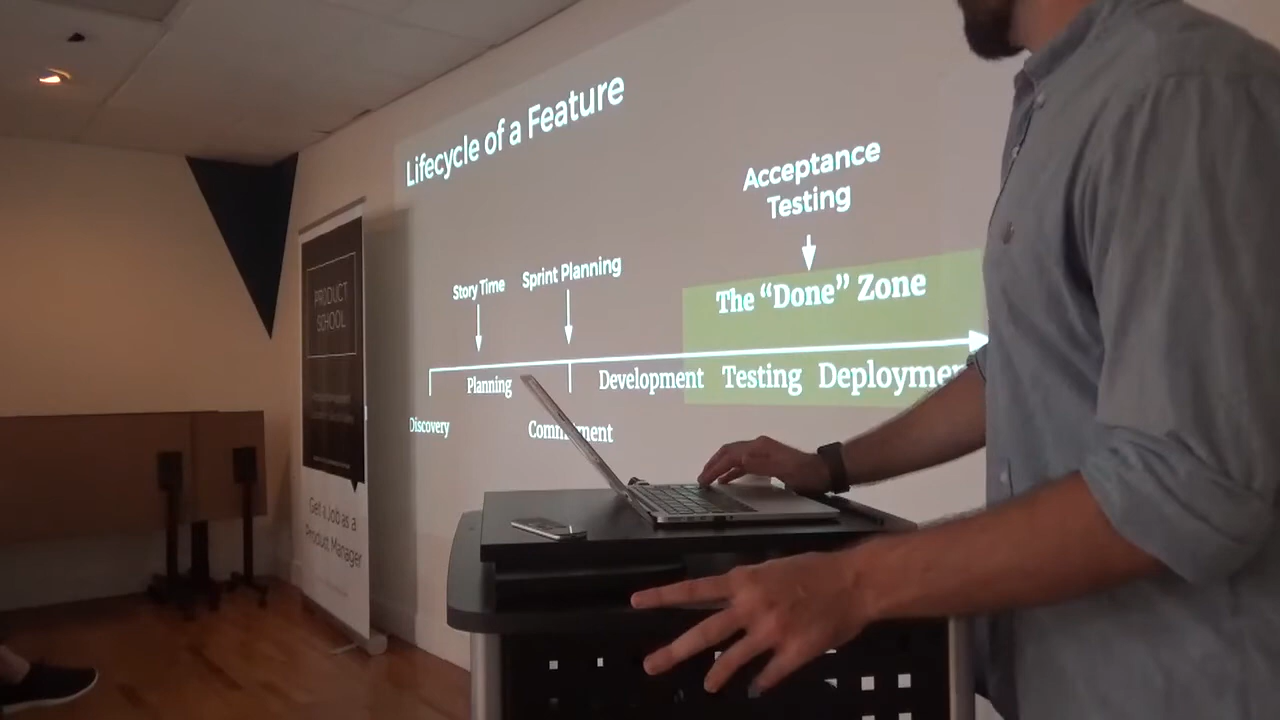 Lifecycle of a Feature
Acceptance
Testing
Story Time
Sprint Planning
The “Done” Zone
Planning
Development
Testing
Discovery
PRODUCT
SCHOOL
Get a Job as a
Product Manager